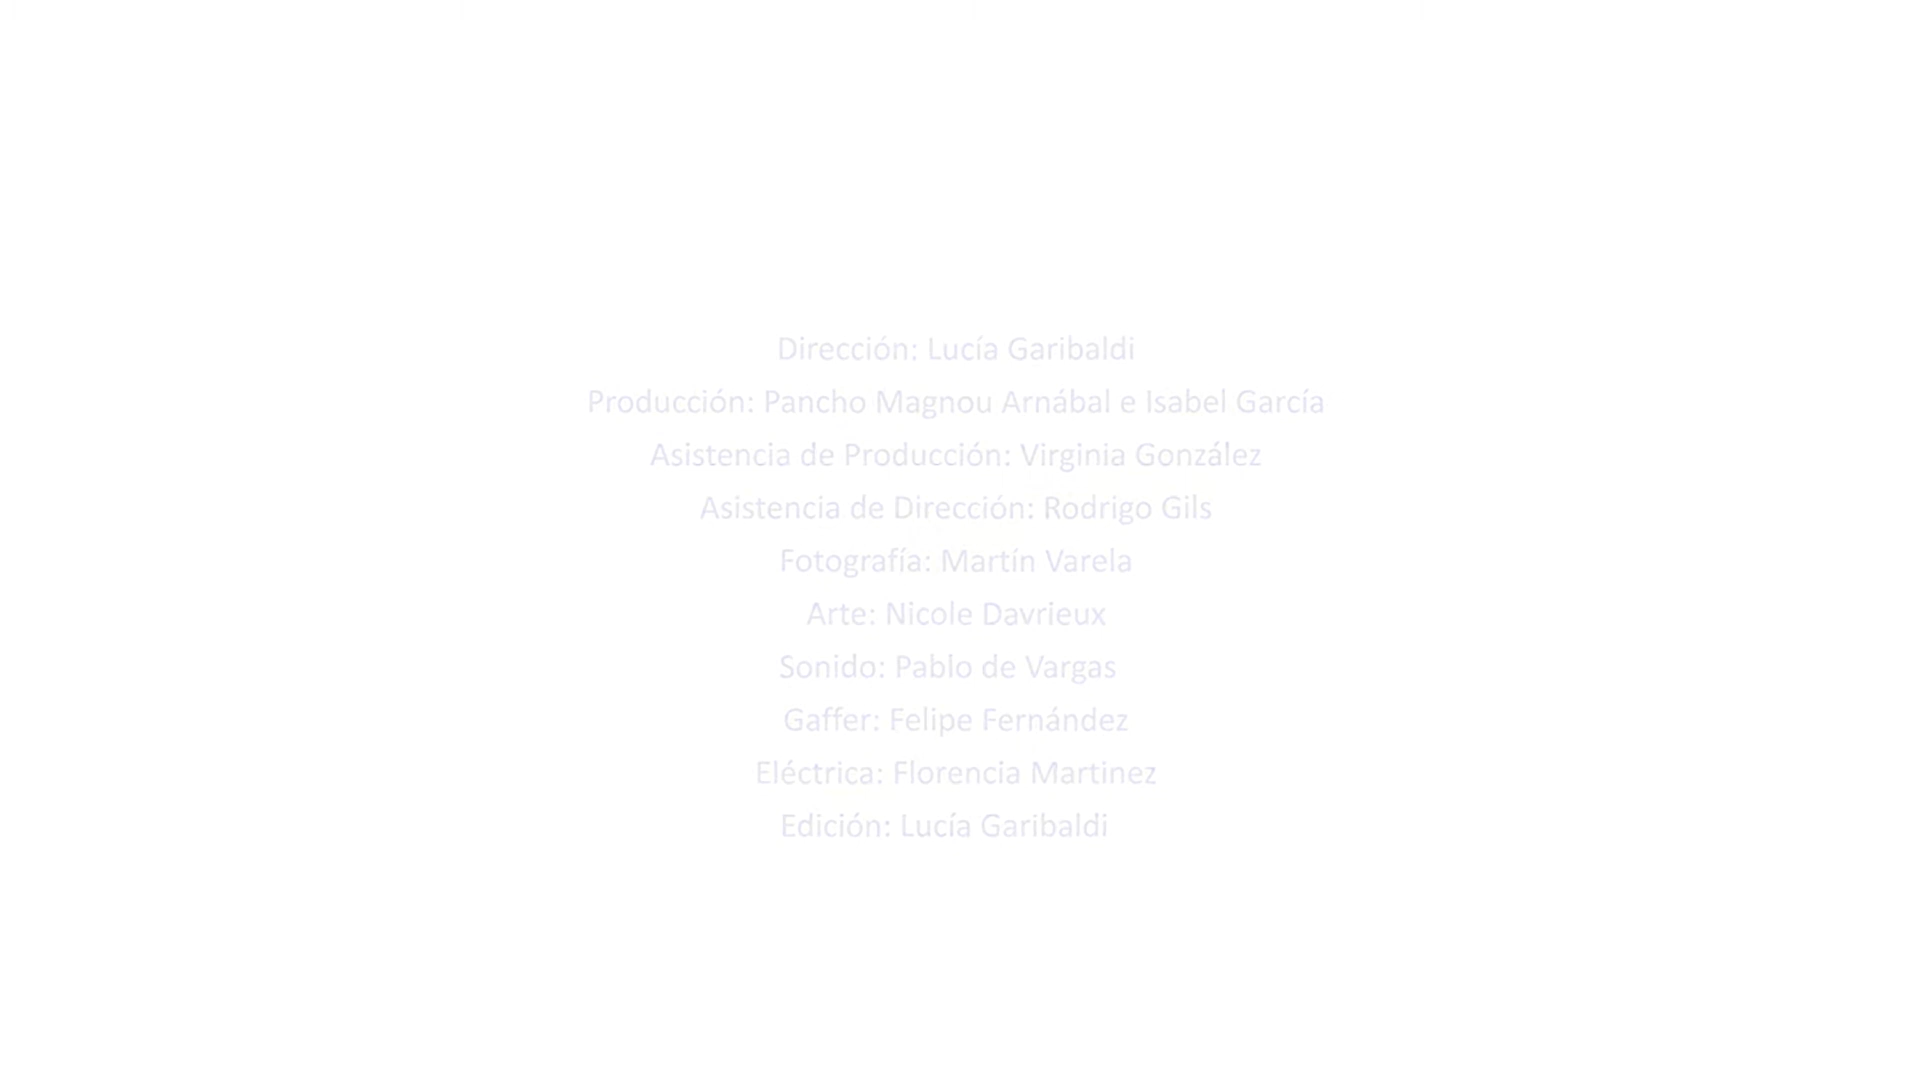 Dirección: Lucía Garibaldi
Producción: Pancho Magnou Arnábal e Isabel García
Asistencia de Producción: Virginia González
Asistencia de Dirección: Rodrigo Gils
Fotografía: Martín Varela
Arte: Nicole Davrieux
Sonido: Pablo de Vargas
Gaffer: Felipe Fernández
Eléctrica: Florencia Martinez
Edición: Lucía Garibaldi